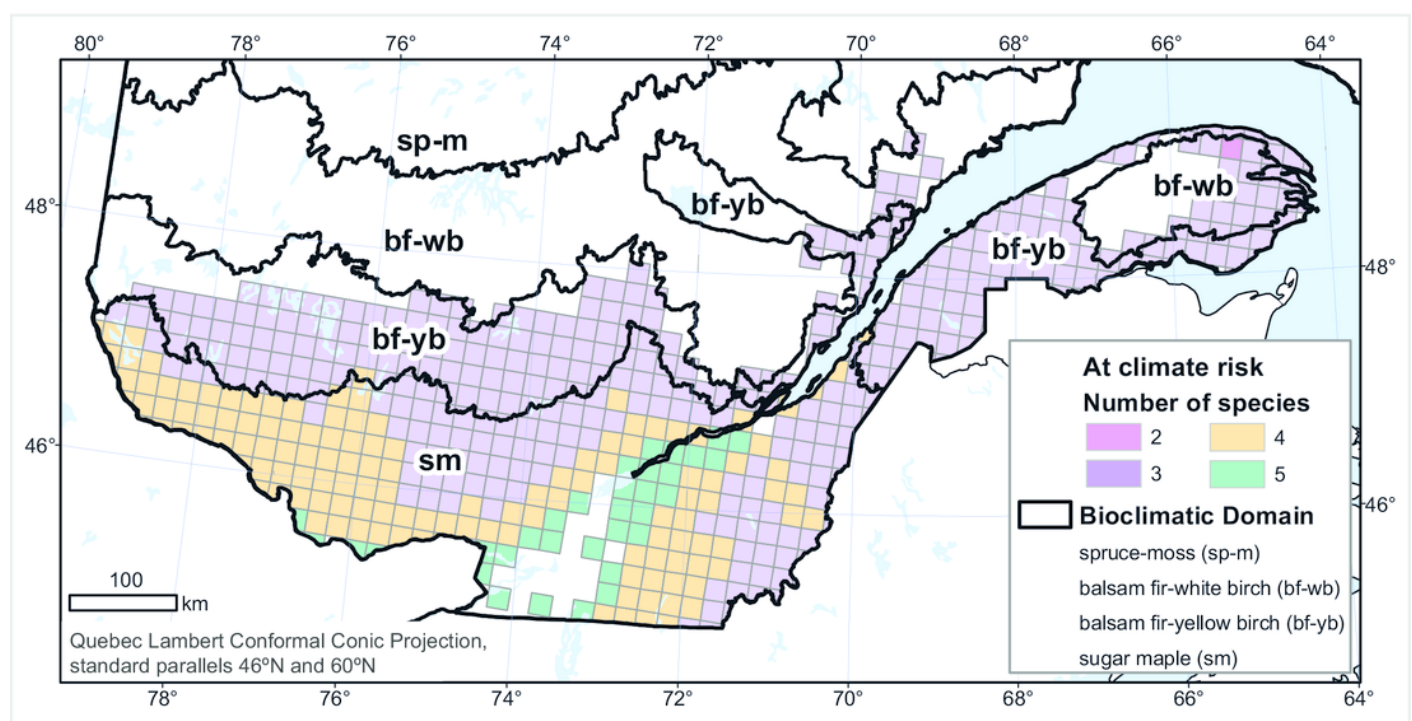 80° 78° 76° 74° 72° 70° 68° 66° 64°
sp-m
bf-wb
48°
bf-yb
bf-wb
bf-yb
48°
bf-yb
At climate risk
Number of species
2 4
3 5
46°
sm
46°
Bioclimatic Domain
spruce-moss (sp-m)
balsam fir-white birch (bf-wb)
balsam fir-yellow birch (bf-yb)
sugar maple (sm)
100
km
Quebec Lambert Conformal Conic Projection,
standard parallels 46ºN and 60ºN
78° 76° 74° 72° 70° 68° 66° 64°